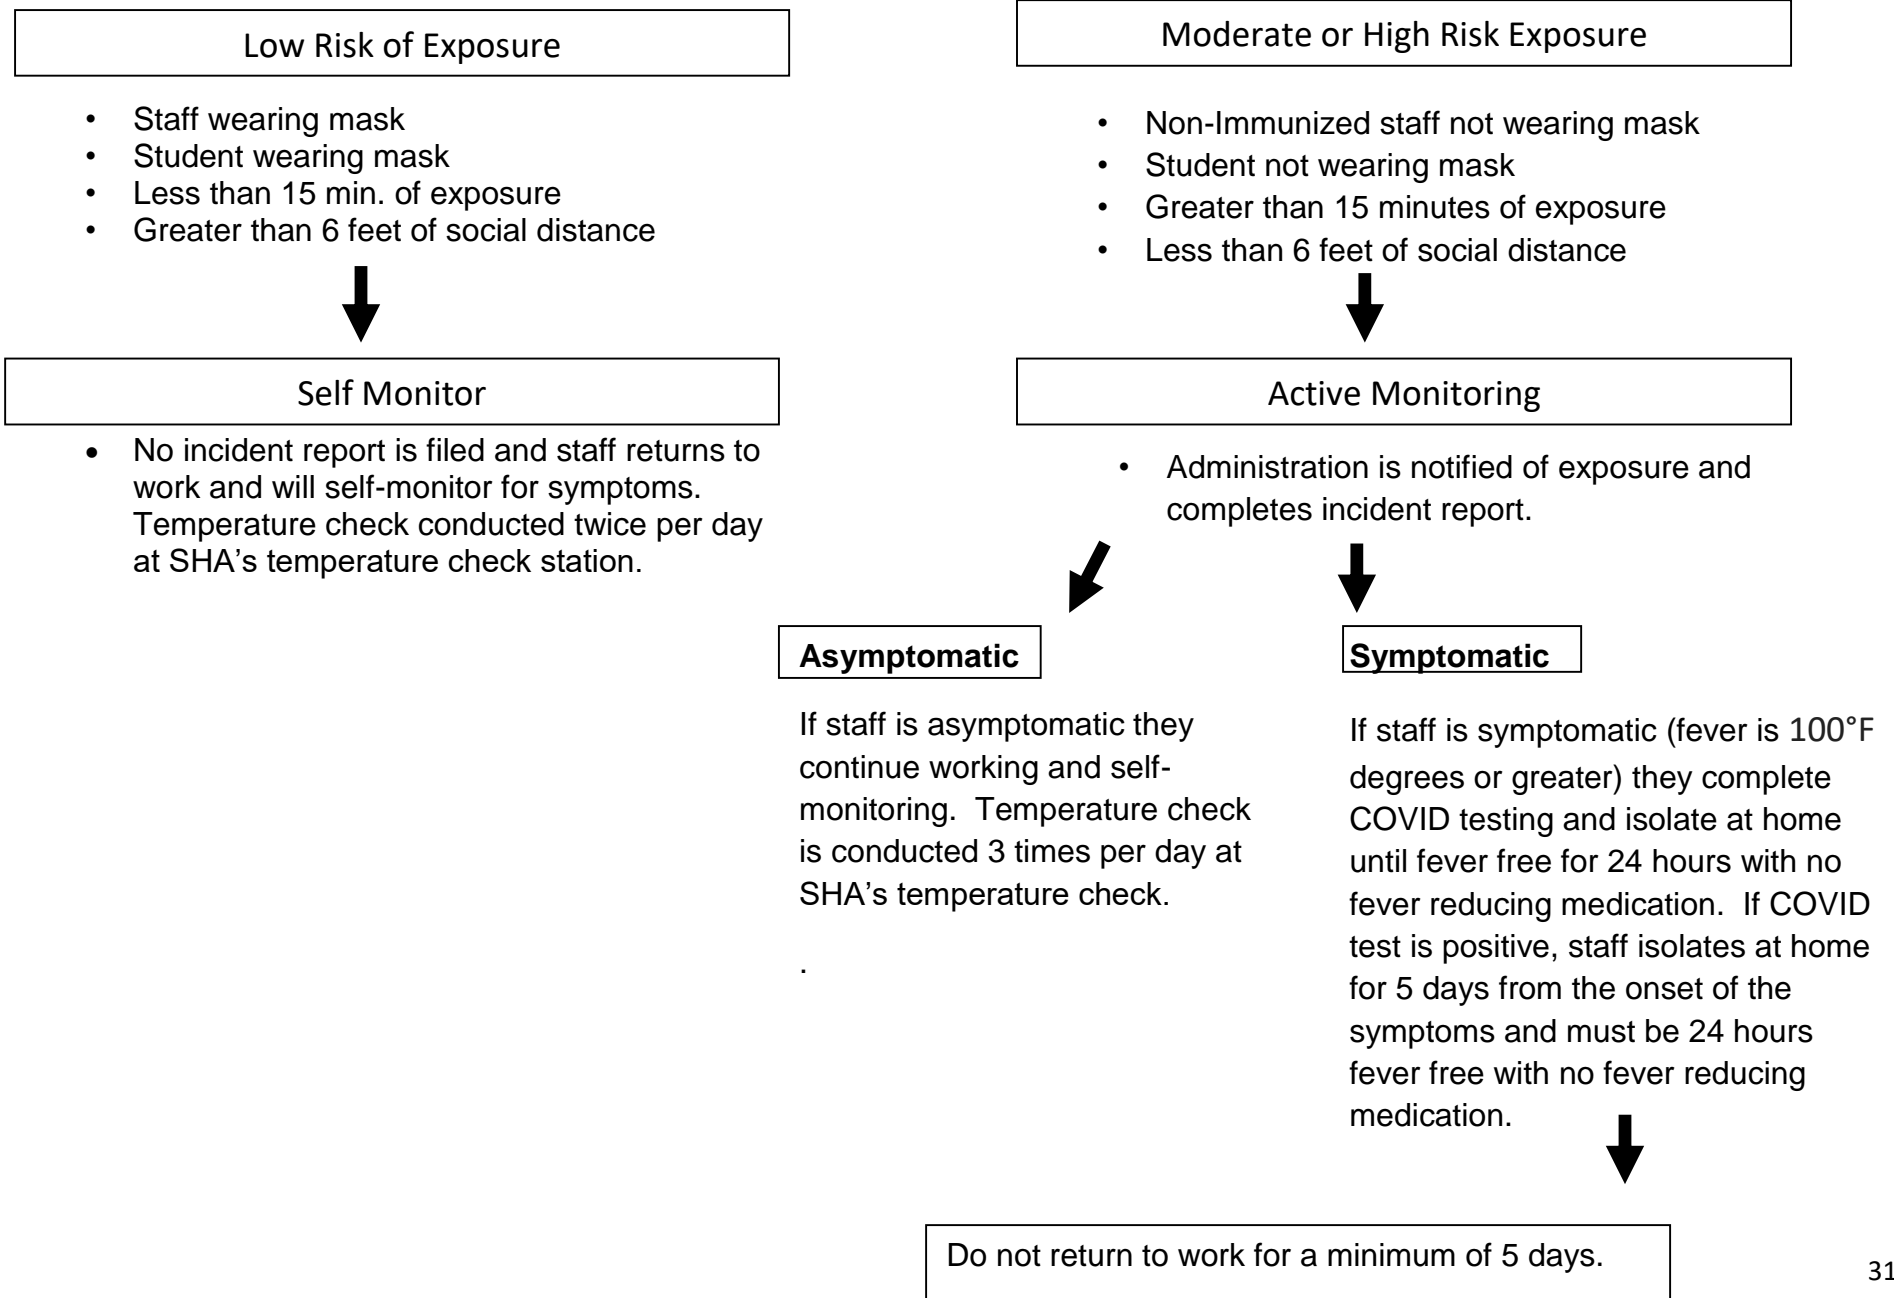 Low Risk of Exposure
• Staff wearing mask
• Student wearing mask
• Less than 15 min. of exposure
• Greater than 6 feet of social distance
Self Monitor
• No incident report is filed and staff returns to
work and will self-monitor for symptoms.
Temperature check conducted twice per day
at SHA’s temperature check station.
Moderate or High Risk Exposure
• Non-Immunized staff not wearing mask
• Student not wearing mask
• Greater than 15 minutes of exposure
• Less than 6 feet of social distance
Active Monitoring
• Administration is notified of exposure and
completes incident report.
Asymptomatic
If staff is asymptomatic they
continue working and self-
monitoring.  Temperature check
is conducted 3 times per day at
SHA’s temperature check.
.
Symptomatic
If staff is symptomatic (fever is 100°F
degrees or greater) they complete
COVID testing and isolate at home
until fever free for 24 hours with no
fever reducing medication.  If COVID
test is positive, staff isolates at home
for 5 days from the onset of the
symptoms and must be 24 hours
fever free with no fever reducing
medication.
Do not return to work for a minimum of 5 days.
31